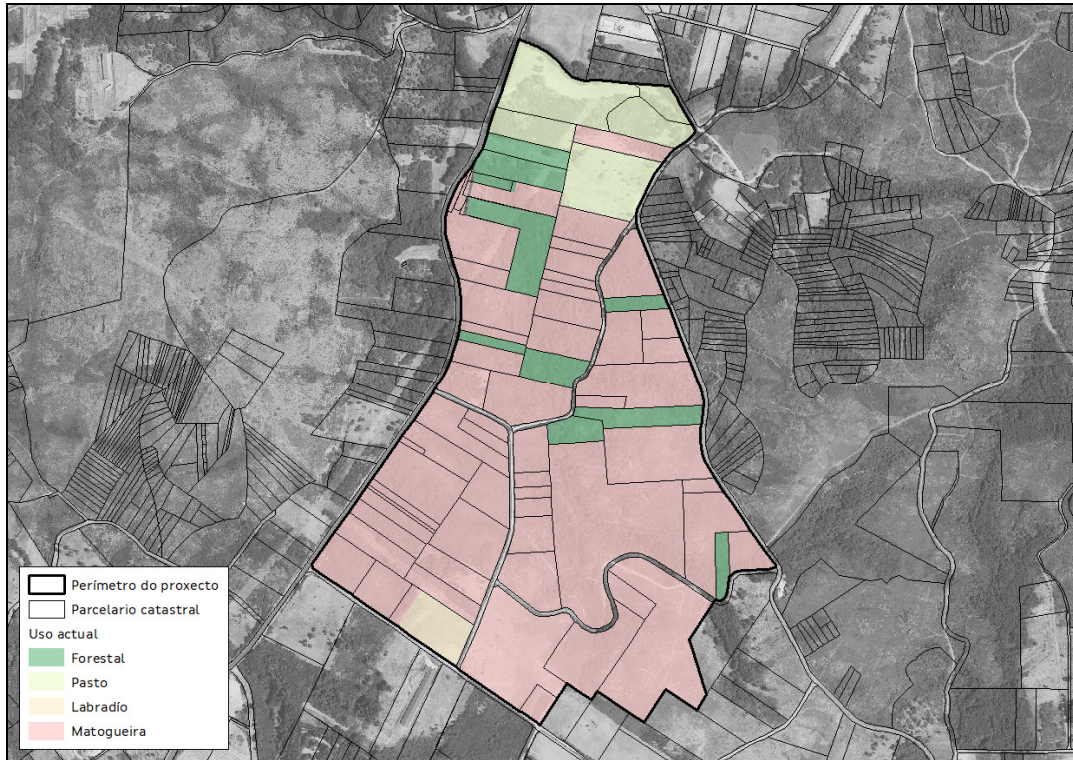 Perímetro do proxecto
Parcelario catastral
Uso actual
Forestal
Pasto
Labradío
Matogueira